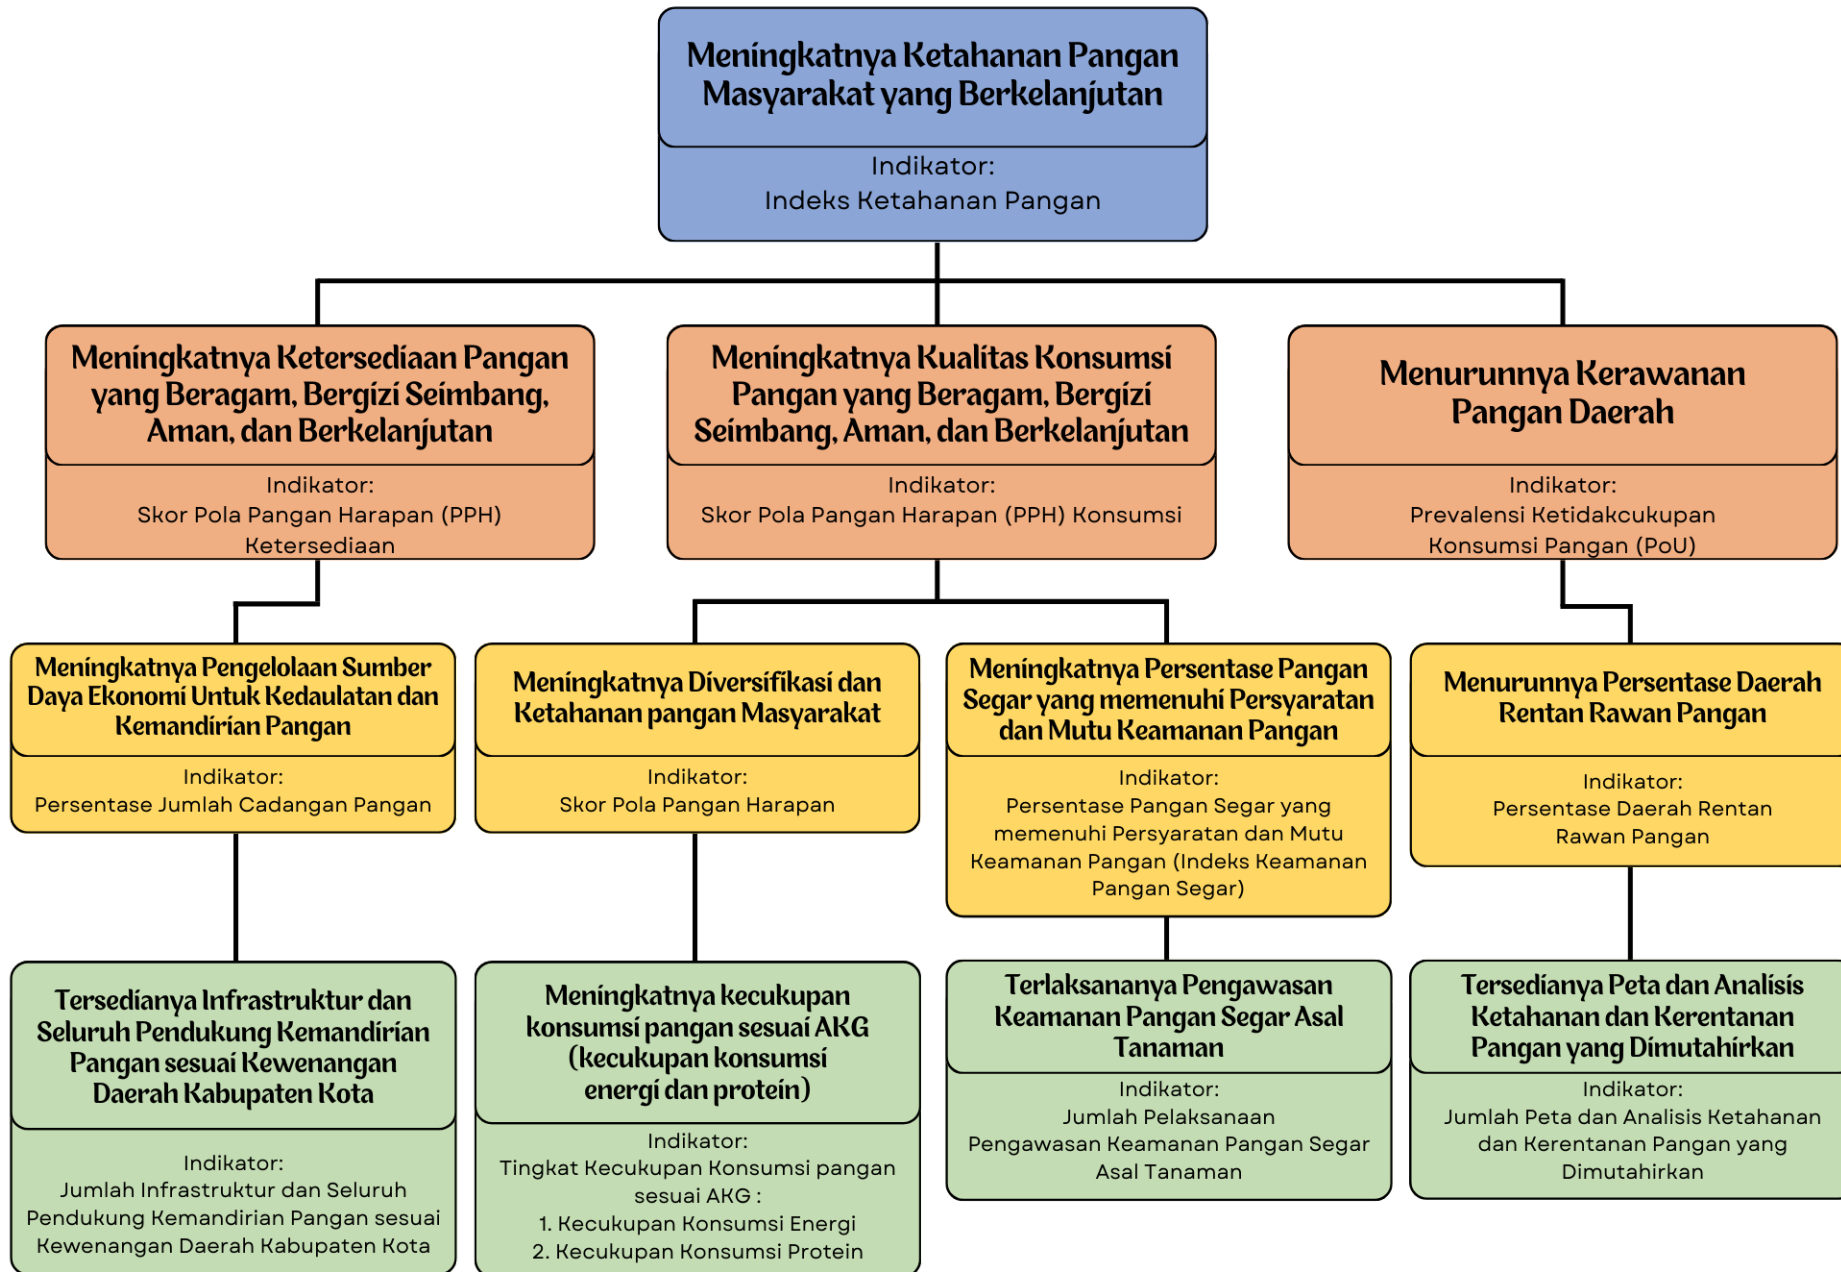 Meningkatnya Ketahanan Pangan
Masyarakat yang Berkelanjutan
Indikator:
Indeks Ketahanan Pangan
Meningkatnya Ketersediaan Pangan
yang Beragam, Bergizi Seimbang,
Aman, dan Berkelanjutan
Indikator:
Skor Pola Pangan Harapan (PPH)
Ketersediaan
Meningkatnya Kualitas Konsumsi
Pangan yang Beragam, Bergizi
Seimbang, Aman, dan Berkelanjutan
Indikator:
Skor Pola Pangan Harapan (PPH) Konsumsi
Menurunnya Kerawanan
Pangan Daerah
Indikator:
Prevalensi Ketidakcukupan
Konsumsi Pangan (PoU)
Meningkatnya Pengelolaan Sumber
Daya Ekonomi Untuk Kedaulatan dan
Kemandirian Pangan
Indikator:
Persentase Jumlah Cadangan Pangan
Meningkatnya Diversifikasi dan
Ketahanan pangan Masyarakat
Indikator:
Skor Pola Pangan Harapan
Meningkatnya Persentase Pangan
Segar yang memenuhi Persyaratan
dan Mutu Keamanan Pangan
Indikator:
Persentase Pangan Segar yang
memenuhi Persyaratan dan Mutu
Keamanan Pangan (Indeks Keamanan
Pangan Segar)
Menurunnya Persentase Daerah
Rentan Rawan Pangan
Indikator:
Persentase Daerah Rentan
Rawan Pangan
Tersedianya Infrastruktur dan
Seluruh Pendukung Kemandirian
Pangan sesuai Kewenangan
Daerah Kabupaten Kota
Indikator:
Jumlah Infrastruktur dan Seluruh
Pendukung Kemandirian Pangan sesuai
Kewenangan Daerah Kabupaten Kota
Meningkatnya kecukupan
konsumsi pangan sesuai AKG
(kecukupan konsumsi
energi dan protein)
Indikator:
Tingkat Kecukupan Konsumsi pangan
sesuai AKG :
1. Kecukupan Konsumsi Energi
2. Kecukupan Konsumsi Protein
Terlaksananya Pengawasan
Keamanan Pangan Segar Asal
Tanaman
Indikator:
Jumlah Pelaksanaan
Pengawasan Keamanan Pangan Segar
Asal Tanaman
Tersedianya Peta dan Analisis
Ketahanan dan Kerentanan
Pangan yang Dimutahirkan
Indikator:
Jumlah Peta dan Analisis Ketahanan
dan Kerentanan Pangan yang
Dimutahirkan